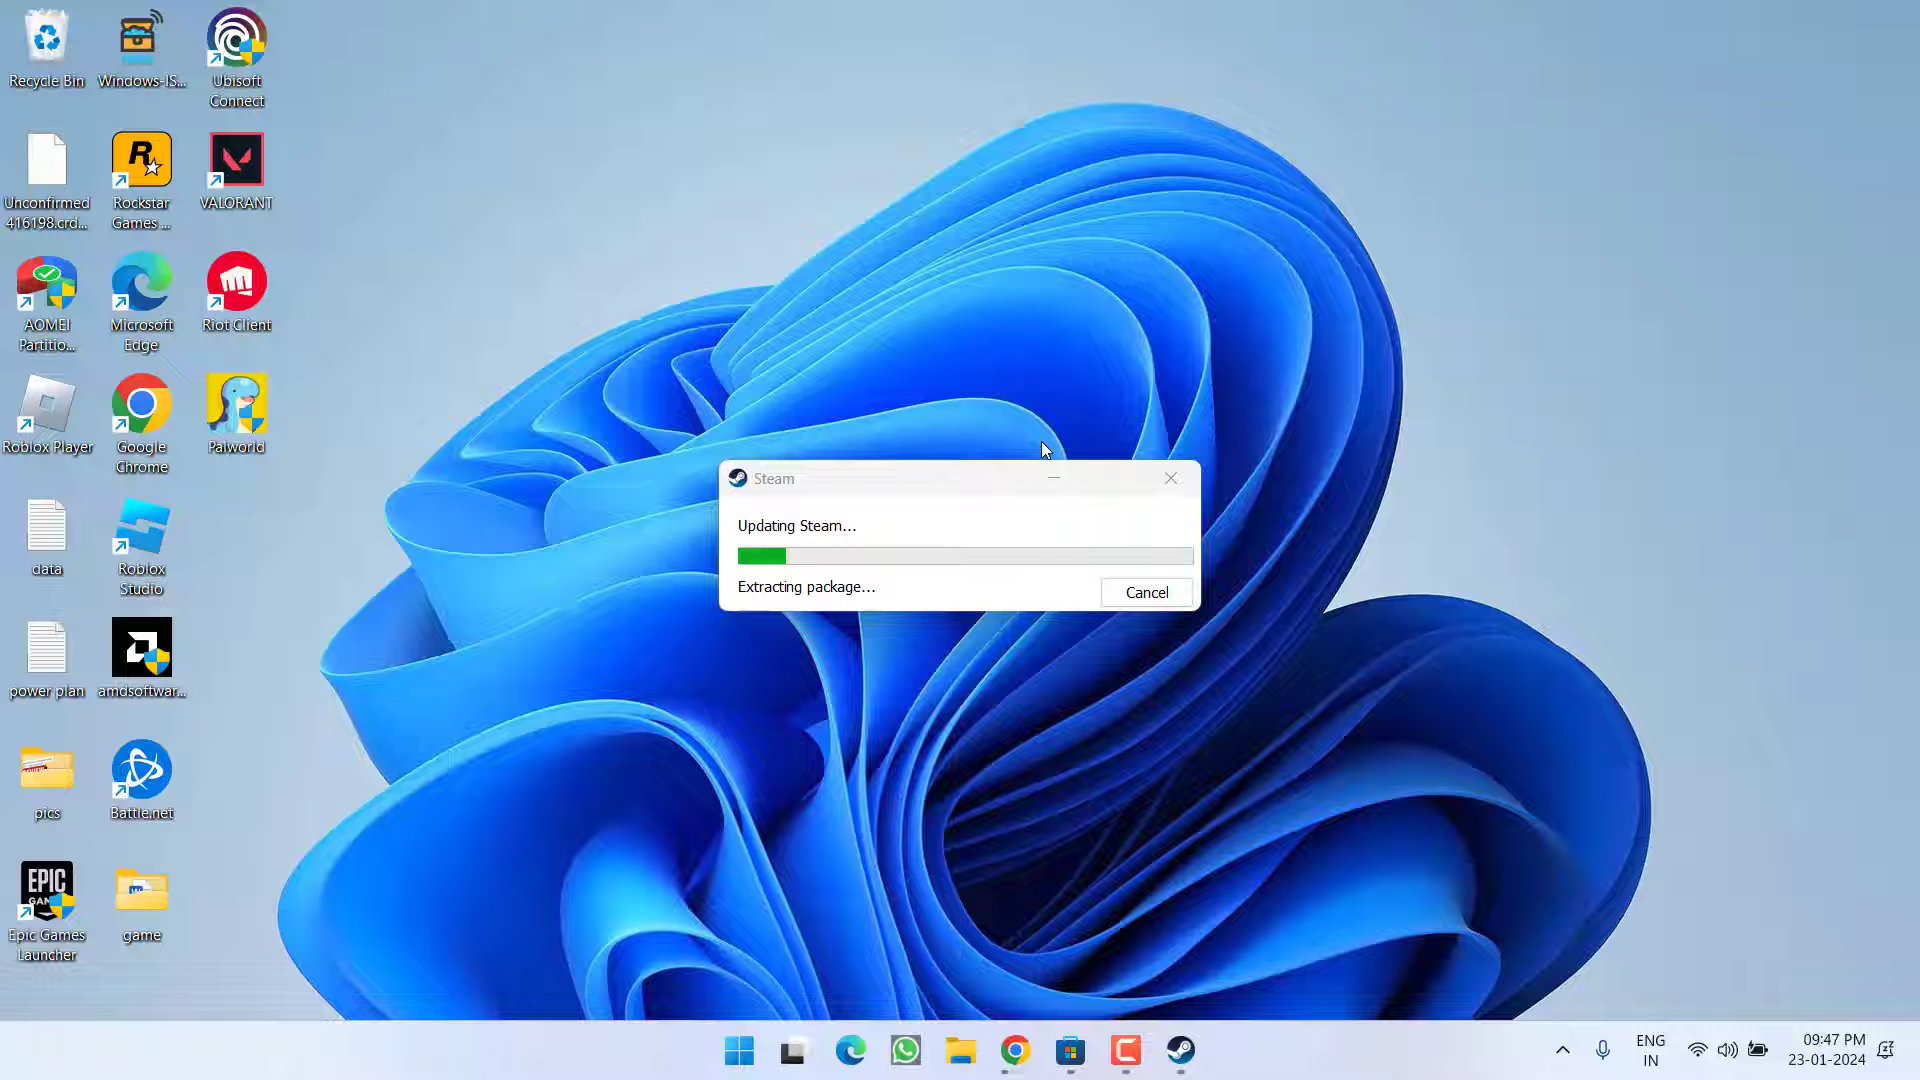 Recycle Bin
Windows-IS...
Ubisoft
Connect
Unconfirmed
416198.crd...
R
Rockstar
Games ...
VALORANT
AOMEI
Partitio...
Microsoft
Edge
Riot Client
Roblox Player
Google
Chrome
Palworld
data
Roblox
Studio
power plan
amdsoftwar...
pics
Battle.net
EPIC
GAMES
Epic Games
Launcher
game
Steam
Updating Steam...
Extracting package...
Cancel
ENG
IN
09:47 PM
23-01-2024